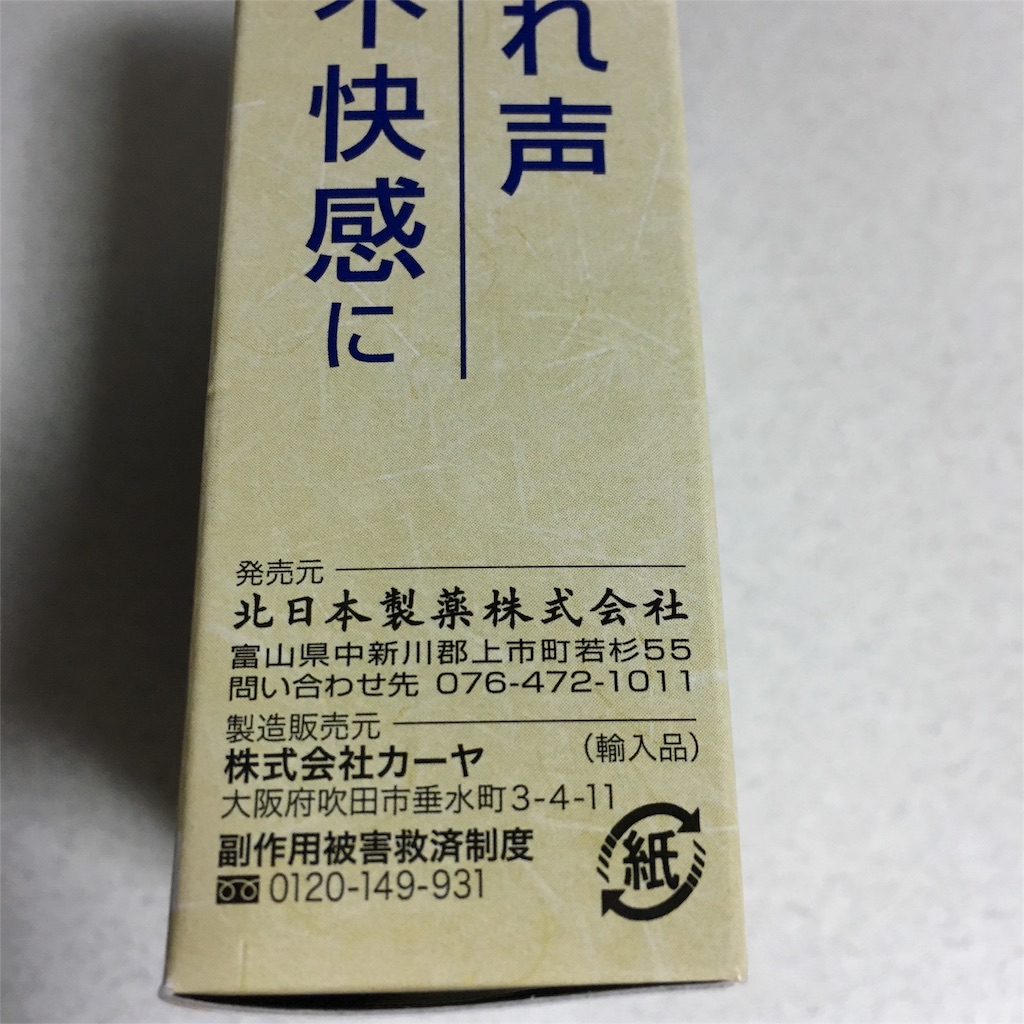 れ声
不快感に
発売元
北日本製薬株式会社
富山県中新川郡上市町若杉55
問い合わせ先 076-472-1011
製造販売元
株式会社カーヤ
(輸入品)
大阪府吹田市垂水町3-4-11
副作用被害救済制度
0120-149-931
紙